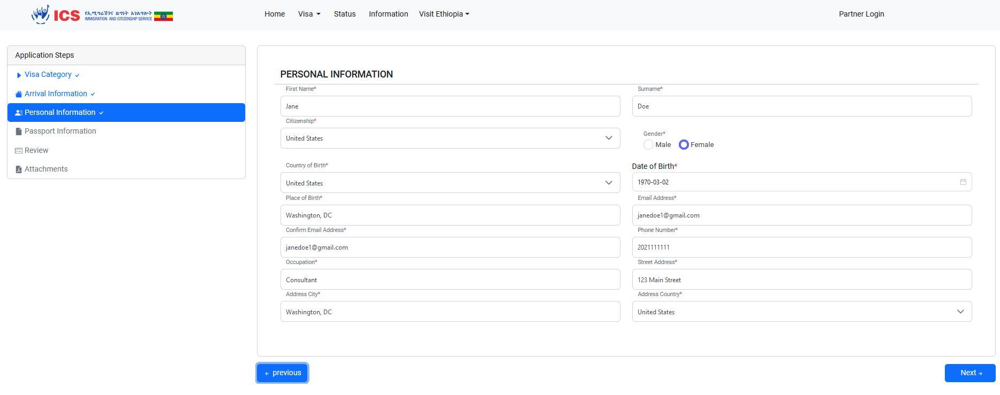 ICS
የኢሚግሬሽንና ዜግነት አገልግሎት
IMMIGRATION AND CITIZENSHIP SERVICE
Home Visa Status Information Visit Ethiopia Partner Login
Application Steps
Visa Category
Arrival Information
Personal Information
Passport Information
Review
Attachments
PERSONAL INFORMATION
First Name* Surname*
Jane Doe
Citizenship*
United States
Gender*
Male Female
Country of Birth* Date of Birth*
United States 1970-03-02
Place of Birth* Email Address*
Washington, DC janedoe1@gmail.com
Confirm Email Address* Phone Number*
janedoe1@gmail.com 2021111111
Occupation* Street Address*
Consultant 123 Main Street
Address City* Address Country*
Washington, DC United States
← previous Next →